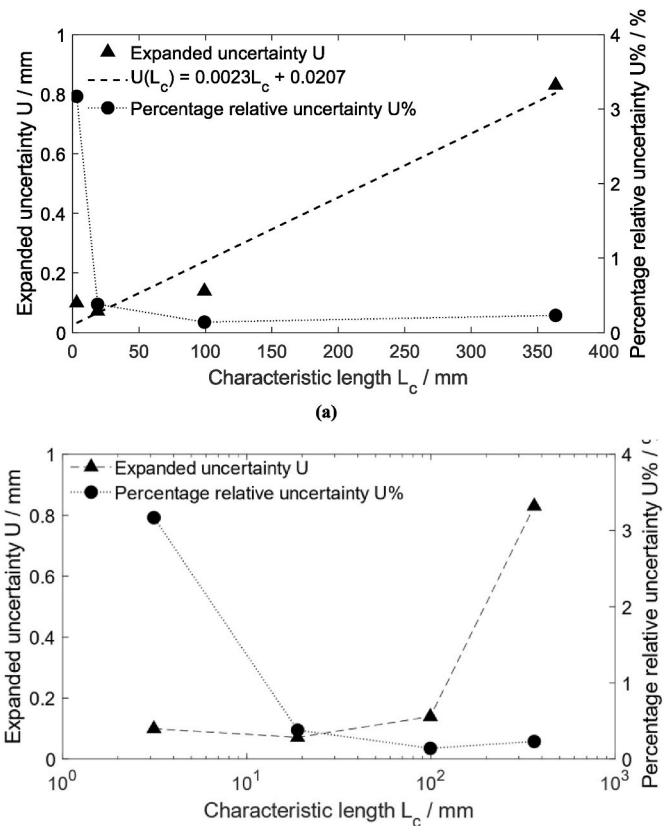 Expanded uncertainty U / mm
1
0.8
0.6
0.4
0.2
0
▲ Expanded uncertainty U
U(L_c) = 0.0023L_c + 0.0207
Percentage relative uncertainty U%
4
3
2
1
0
Percentage relative uncertainty U% / %
0 50 100 150 200 250 300 350 400
Characteristic length L_c / mm
(a)
Expanded uncertainty U / mm
1
0.8
0.6
0.4
0.2
0
Expanded uncertainty U
Percentage relative uncertainty U%
4
3
2
1
0
Percentage relative uncertainty U% /
10^0 10^1 10^2 10^3
Characteristic length L_c / mm